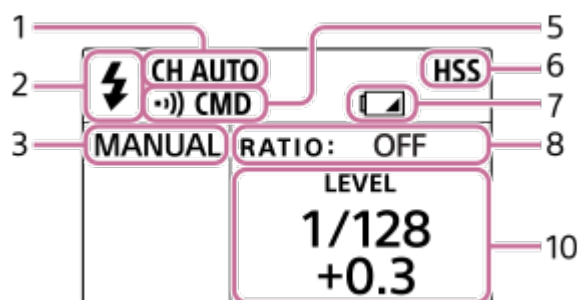 1
5
2
CH AUTO
HSS
6
•)) CMD
7
3
MANUAL
RATIO: OFF
8
LEVEL
1/128
+0.3
10